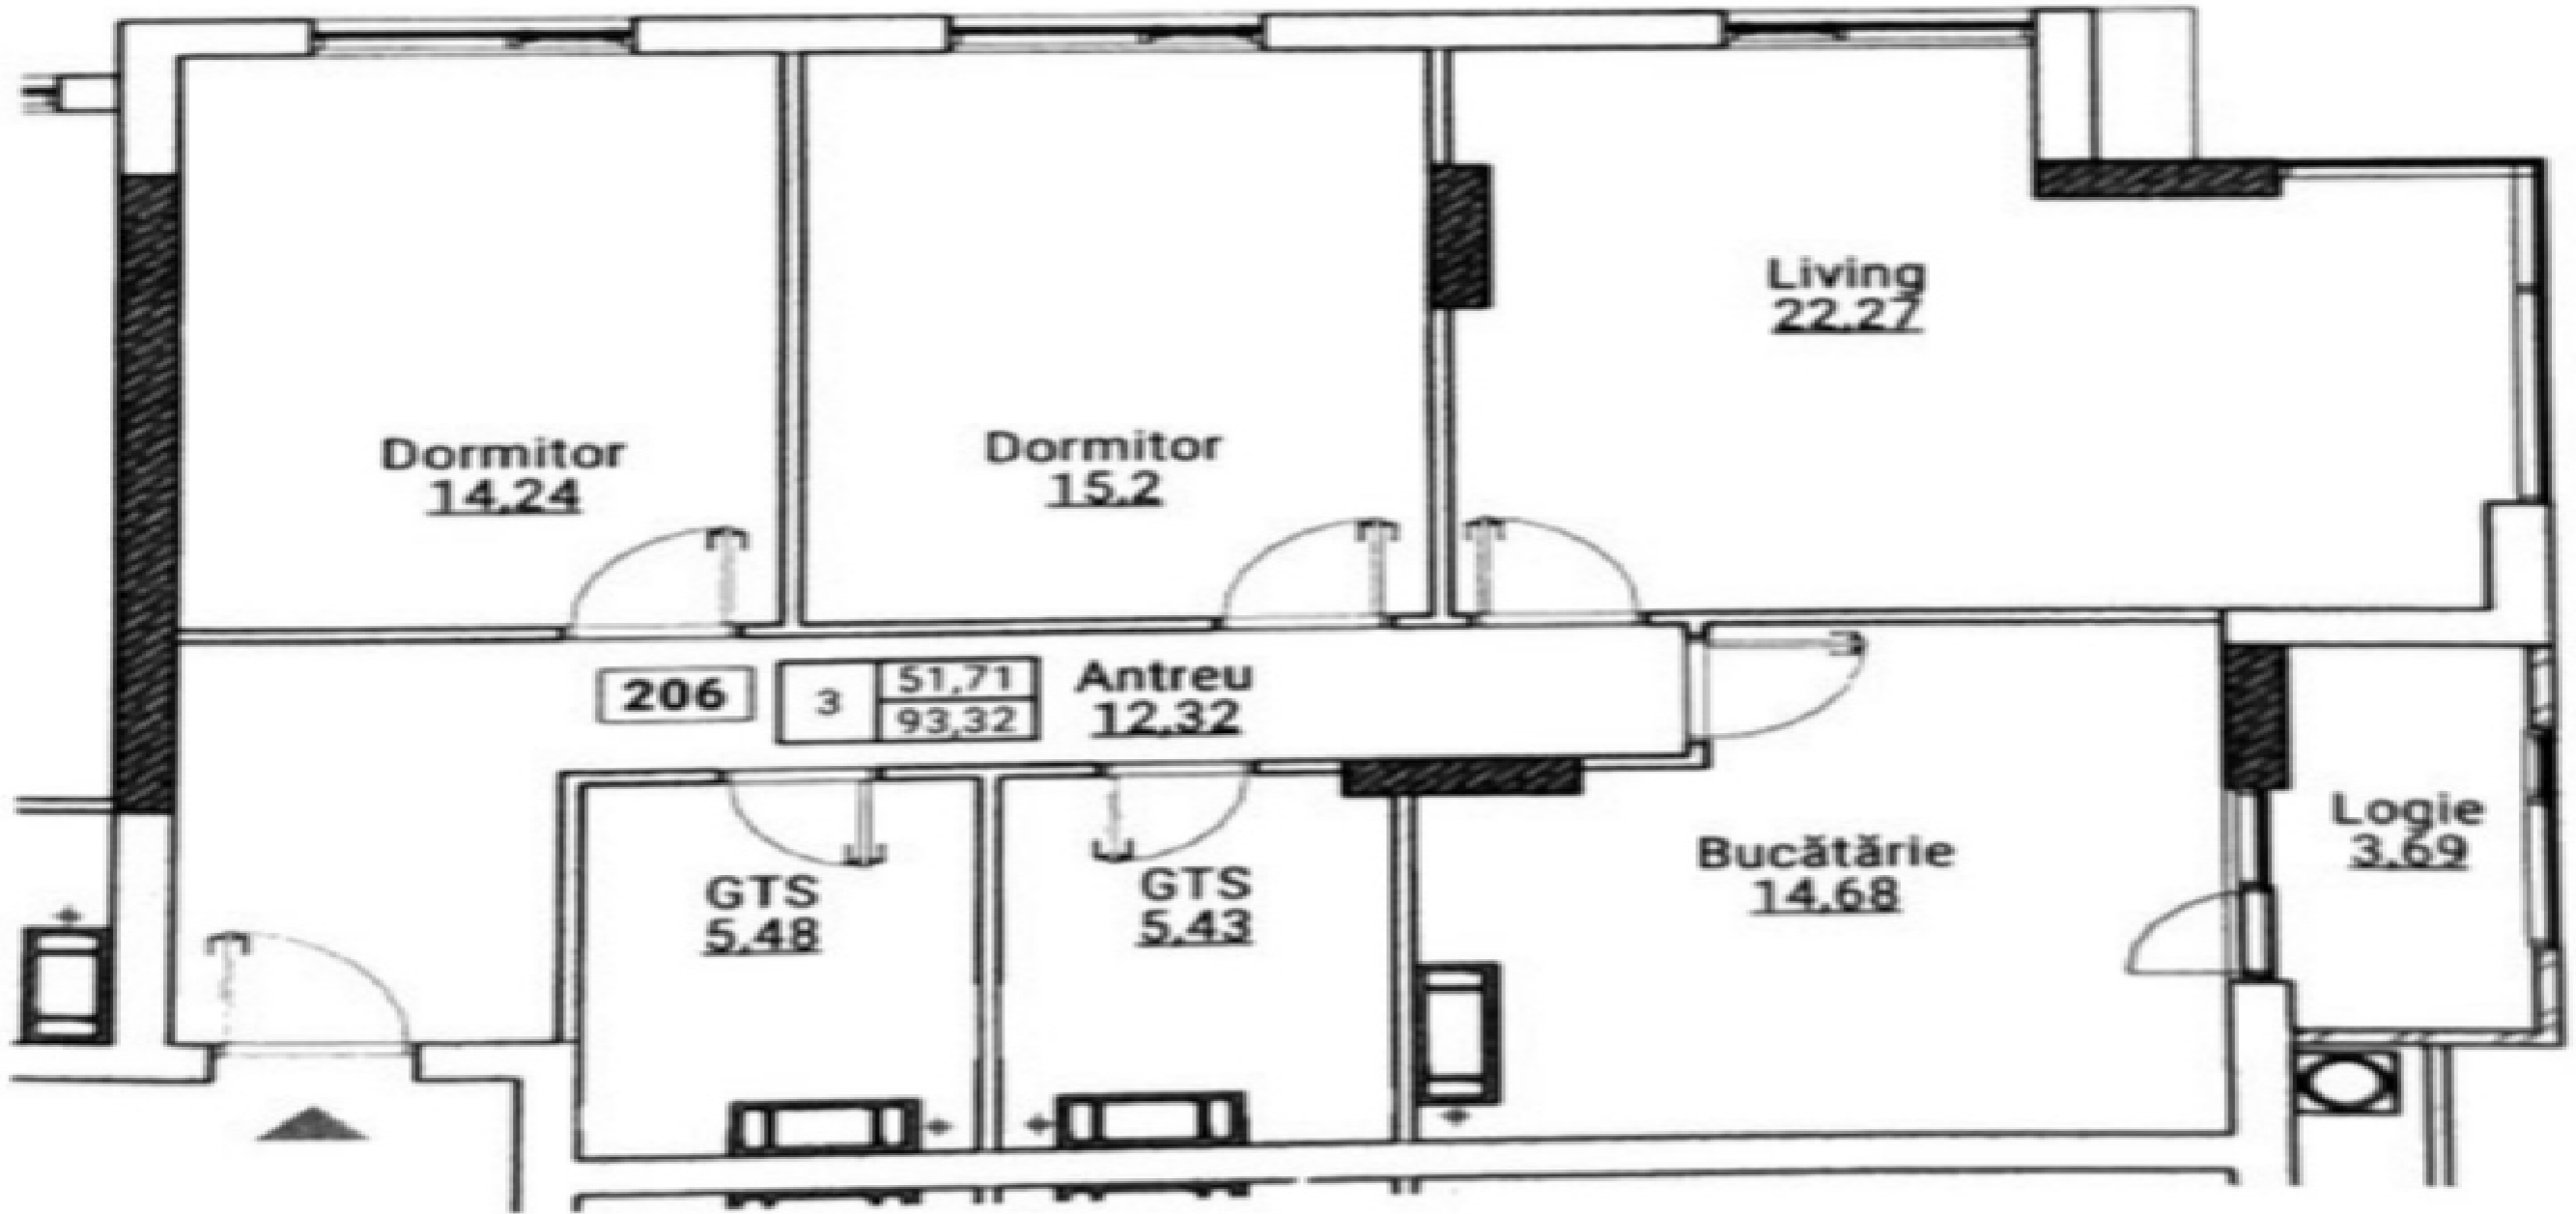 Living
22,27
Dormitor
14,24
Dormitor
15,2
206
3
51,71
93,32
Antreu
12,32
GTS
5,48
GTS
5,43
Bucătărie
14,68
Logie
3,69